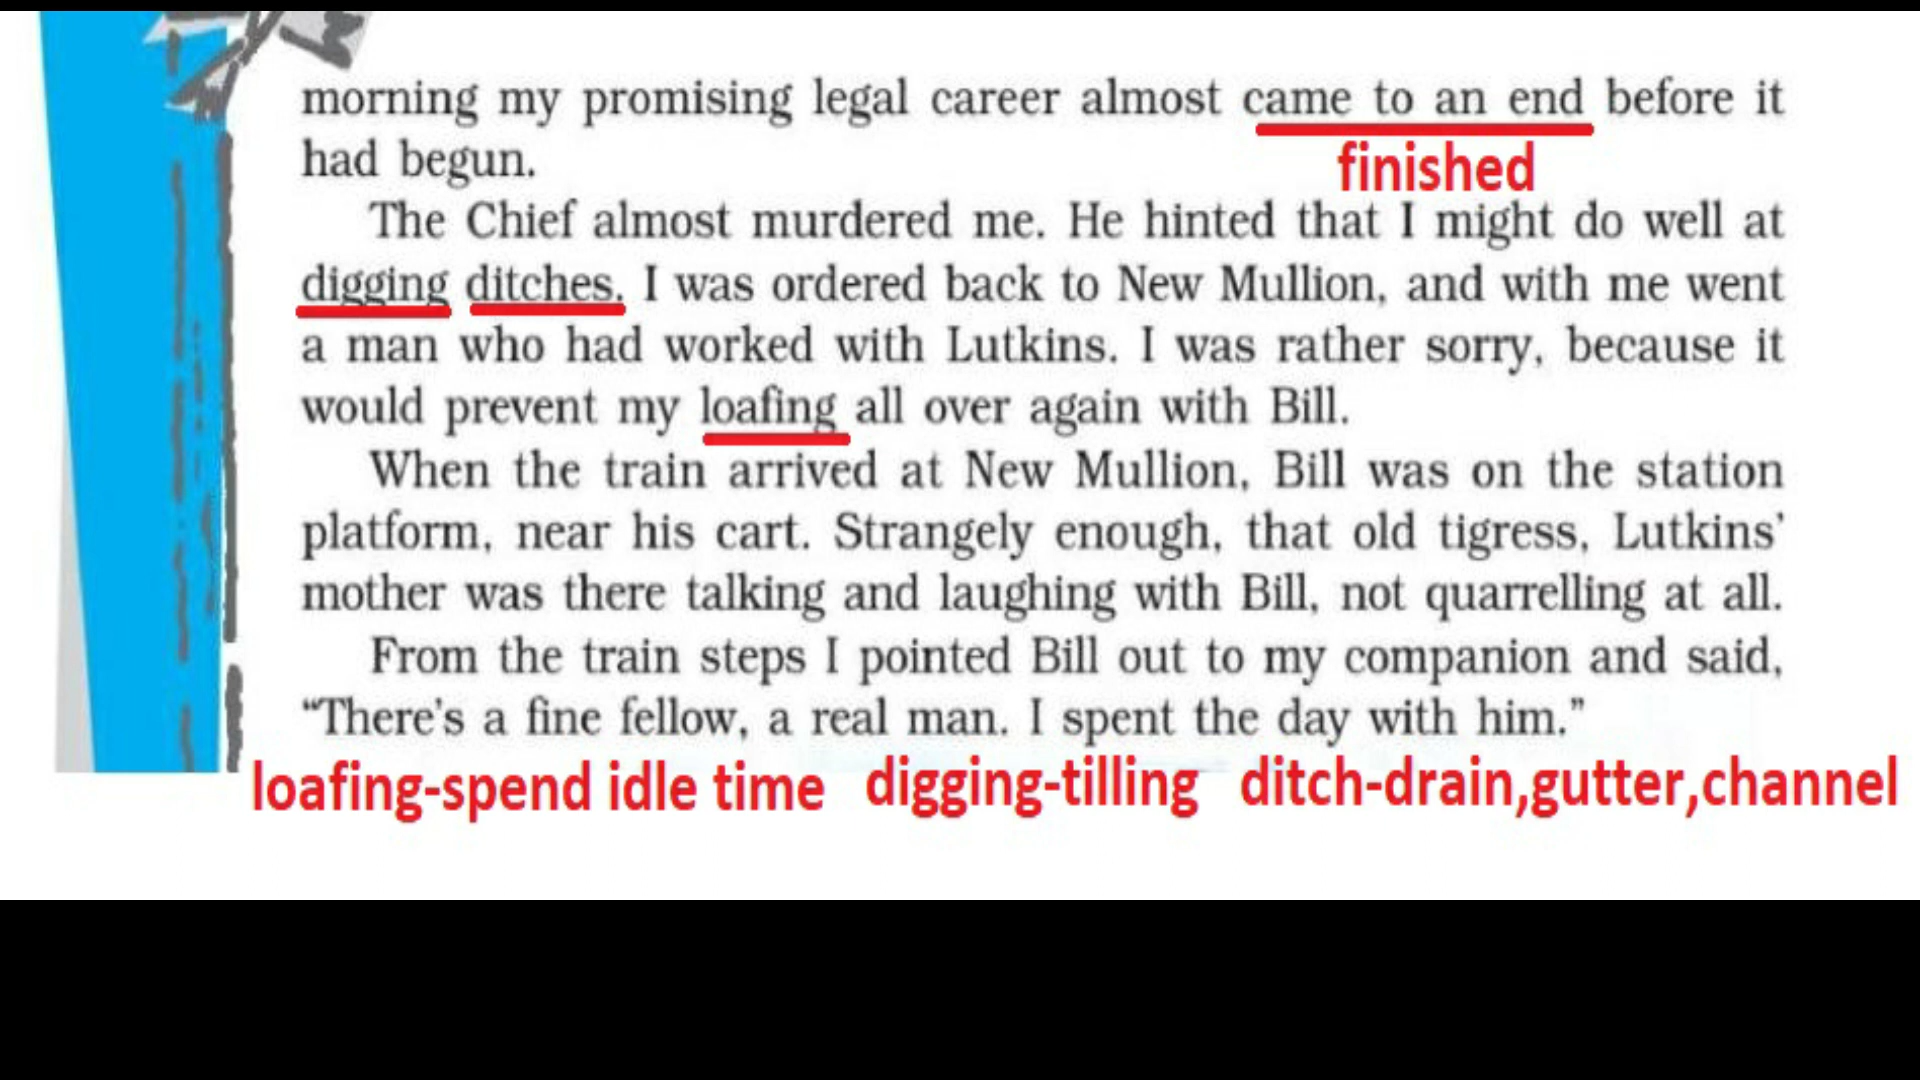 morning my promising legal career almost came to an end before it
finished
had begun.
The Chief almost murdered me. He hinted that I might do well at
digging ditches. I was ordered back to New Mullion, and with me went
a man who had worked with Lutkins. I was rather sorry, because it
would prevent my loafing all over again with Bill.
When the train arrived at New Mullion, Bill was on the station
platform, near his cart. Strangely enough, that old tigress, Lutkins’
mother was there talking and laughing with Bill, not quarrelling at all.
From the train steps I pointed Bill out to my companion and said,
“There’s a fine fellow, a real man. I spent the day with him.”
loafing-spend idle time digging-tilling ditch-drain,gutter,channel